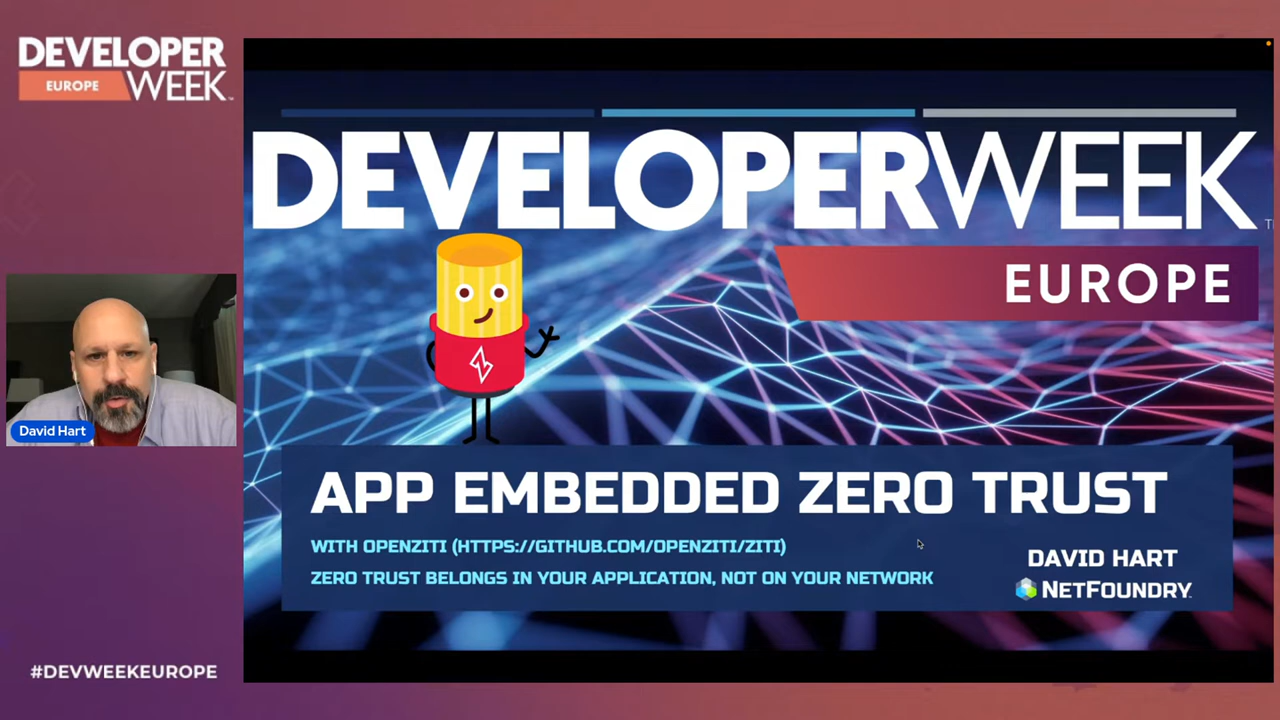 DEVELOPER
EUROPE WEEK
DEVELOPERWEEK
EUROPE
David Hart
APP EMBEDDED ZERO TRUST
WITH OPENZITI (HTTPS://GITHUB.COM/OPENZITI/ZITI)
ZERO TRUST BELONGS IN YOUR APPLICATION, NOT ON YOUR NETWORK
DAVID HART
NETFOUNDRY
#DEVWEEKEUROPE